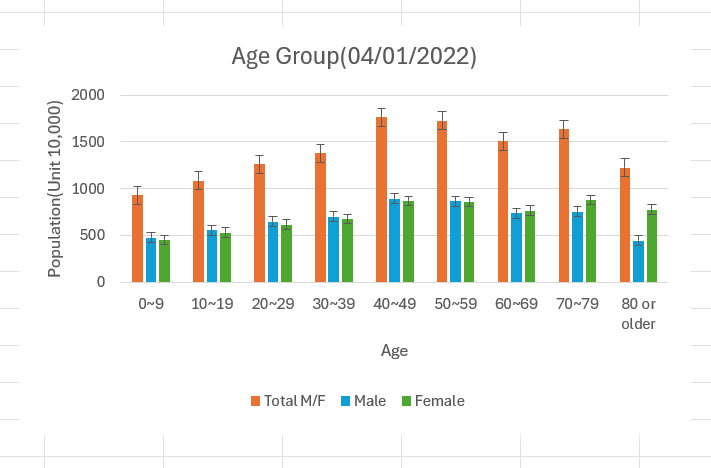 Age Group(04/01/2022)
Population(Unit 10,000)
2000
1500
1000
500
0
0~9 10~19 20~29 30~39 40~49 50~59 60~69 70~79 80 or
older
Age
Total M/F Male Female